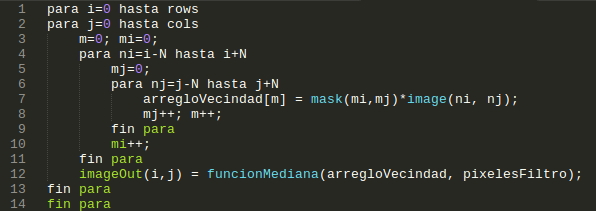 1 para i=0 hasta rows
2 para j=0 hasta cols
3     m=0; mi=0;
4     para ni=i-N hasta i+N
5         mj=0;
6         para nj=j-N hasta j+N
7             arregloVecindad[m] = mask(mi,mj)*image(ni, nj);
8             mj++; m++;
9         fin para
10         mi++;
11     fin para
12     imageOut(i,j) = funcionMediana(arregloVecindad, pixelesFiltro);
13 fin para
14 fin para